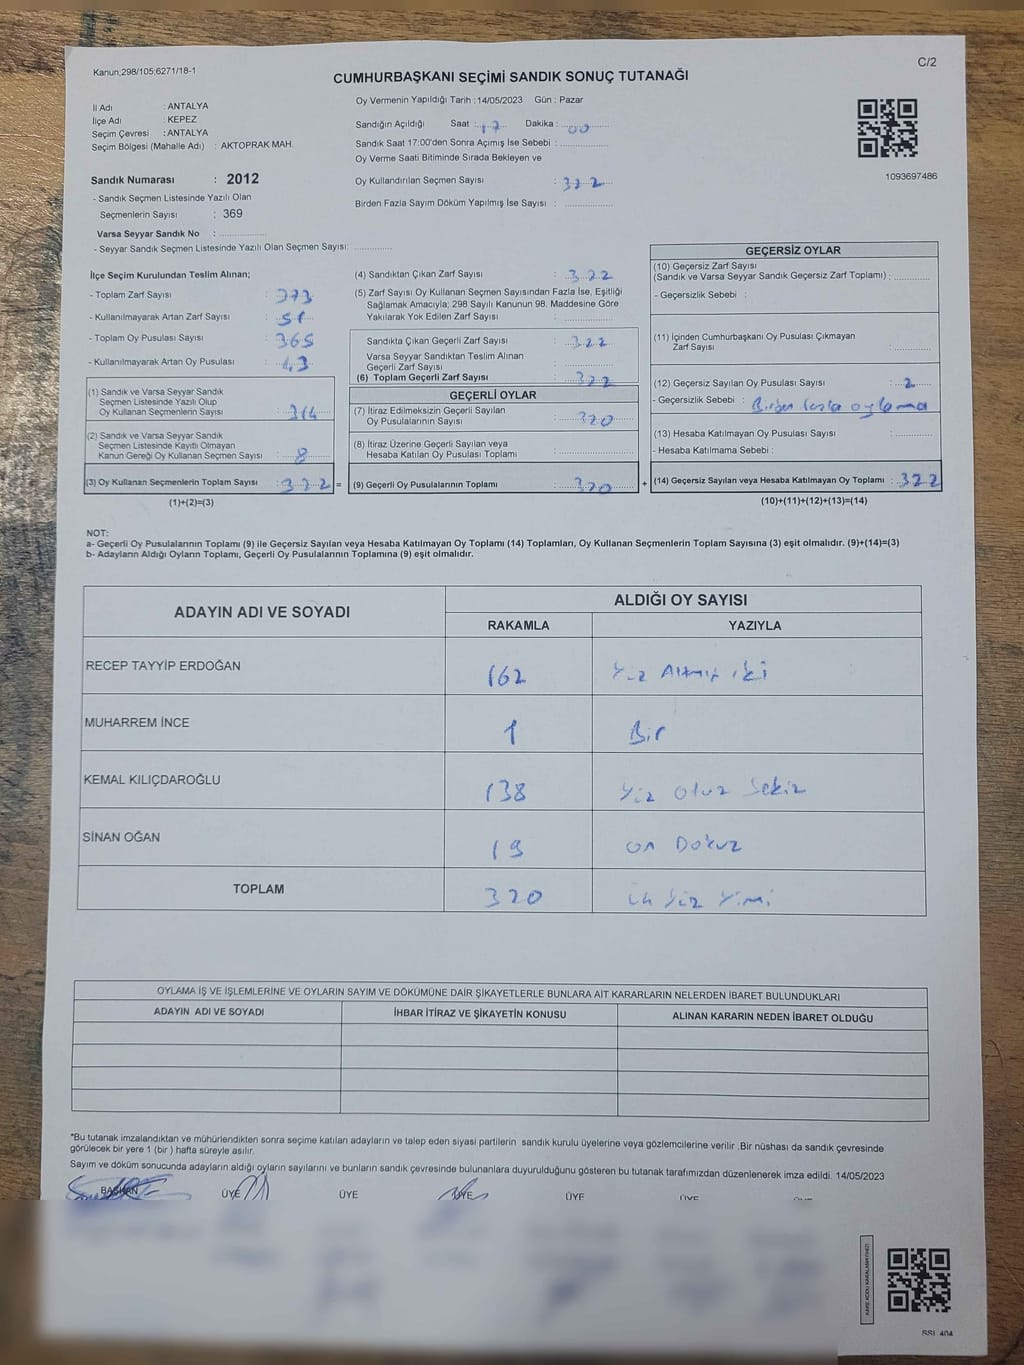 Kanun;298/105;6271/18-1
C/2
CUMHURBAŞKANI SEÇİMİ SANDIK SONUÇ TUTANAĞI
İl Adı : ANTALYA
İlçe Adı : KEPEZ
Seçim Çevresi : ANTALYA
Seçim Bölgesi (Mahalle Adı) : AKTOPRAK MAH.
Oy Vermenin Yapıldığı Tarih : 14/05/2023 Gün : Pazar
Sandığın Açıldığı Saat : 17 Dakika : 00
Sandık Saat 17:00'den Sonra Açımış İse Sebebi :
Oy Verme Saati Bitiminde Sırada Bekleyen ve
Oy Kullandırılan Seçmen Sayısı : 322
Birden Fazla Sayım Döküm Yapılmış İse Sayısı :
1093697486
Sandık Numarası : 2012
- Sandık Seçmen Listesinde Yazılı Olan
Seçmenlerin Sayısı : 369
Varsa Seyyar Sandık No :
- Seyyar Sandık Seçmen Listesinde Yazılı Olan Seçmen Sayısı:
İlçe Seçim Kurulundan Teslim Alınan;
- Toplam Zarf Sayısı : 373
- Kullanılmayarak Artan Zarf Sayısı : 51
- Toplam Oy Pusulası Sayısı : 365
- Kullanılmayarak Artan Oy Pusulası : 43
(1) Sandık ve Varsa Seyyar Sandık
Seçmen Listesinde Yazılı Olup
Oy Kullanan Seçmenlerin Sayısı : 314
(2) Sandık ve Varsa Seyyar Sandık
Seçmen Listesinde Kayıtlı Olmayan
Kanun Gereği Oy Kullanan Seçmen Sayısı : 8
(3) Oy Kullanan Seçmenlerin Toplam Sayısı : 322 =
(1)+(2)=(3)
(4) Sandıktan Çıkan Zarf Sayısı : 322
(5) Zarf Sayısı Oy Kullanan Seçmen Sayısından Fazla İse, Eşitliği
Sağlamak Amacıyla; 298 Sayılı Kanunun 98. Maddesine Göre
Yakılarak Yok Edilen Zarf Sayısı :
Sandıkta Çıkan Geçerli Zarf Sayısı : 322
Varsa Seyyar Sandıktan Teslim Alınan
Geçerli Zarf Sayısı :
(6) Toplam Geçerli Zarf Sayısı : 322
GEÇERLİ OYLAR
(7) İtiraz Edilmeksizin Geçerli Sayılan
Oy Pusulalarının Sayısı : 320
(8) İtiraz Üzerine Geçerli Sayılan veya
Hesaba Katılan Oy Pusulası Toplamı :
(9) Geçerli Oy Pusulalarının Toplamı : 320 +
GEÇERSİZ OYLAR
(10) Geçersiz Zarf Sayısı
(Sandık ve Varsa Seyyar Sandık Geçersiz Zarf Toplamı) :
- Geçersizlik Sebebi :
(11) İçinden Cumhurbaşkanı Oy Pusulası Çıkmayan
Zarf Sayısı :
(12) Geçersiz Sayılan Oy Pusulası Sayısı : 2
- Geçersizlik Sebebi : Birden fazla oylama
(13) Hesaba Katılmayan Oy Pusulası Sayısı :
- Hesaba Katılmama Sebebi :
(14) Geçersiz Sayılan veya Hesaba Katılmayan Oy Toplamı : 322
(10)+(11)+(12)+(13)=(14)
NOT:
a- Geçerli Oy Pusulalarının Toplamı (9) ile Geçersiz Sayılan veya Hesaba Katılmayan Oy Toplamı (14) Toplamları, Oy Kullanan Seçmenlerin Toplam Sayısına (3) eşit olmalıdır. (9)+(14)=(3)
b- Adayların Aldığı Oyların Toplamı, Geçerli Oy Pusulalarının Toplamına (9) eşit olmalıdır.
ADAYIN ADI VE SOYADI ALDIĞI OY SAYISI
RAKAMLA YAZIYLA
RECEP TAYYİP ERDOĞAN 162 Yüz Altmış iki
MUHARREM İNCE 1 Bir
KEMAL KILIÇDAROĞLU 138 Yüz Otuz Sekiz
SİNAN OĞAN 19 on Dokuz
TOPLAM 320 üç Yüz Yirmi
OYLAMA İŞ VE İŞLEMLERİNE VE OYLARIN SAYIM VE DÖKÜMÜNE DAİR ŞİKAYETLERLE BUNLARA AİT KARARLARIN NELERDEN İBARET BULUNDUKLARI
ADAYIN ADI VE SOYADI İHBAR İTİRAZ VE ŞİKAYETİN KONUSU ALINAN KARARIN NEDEN İBARET OLDUĞU
*Bu tutanak imzalandıktan ve mühürlendikten sonra seçime katılan adayların ve talep eden siyasi partilerin sandık kurulu üyelerine veya gözlemcilerine verilir .Bir nüshası da sandık çevresinde
görülecek bir yere 1 (bir ) hafta süreyle asılır.
Sayım ve döküm sonucunda adayların aldığı oyların sayılarını ve bunların sandık çevresinde bulunanlara duyurulduğunu gösteren bu tutanak tarafımızdan düzenlenerek imza edildi. 14/05/2023
BAŞKAN ÜYE ÜYE ÜYE ÜYE ÜYE